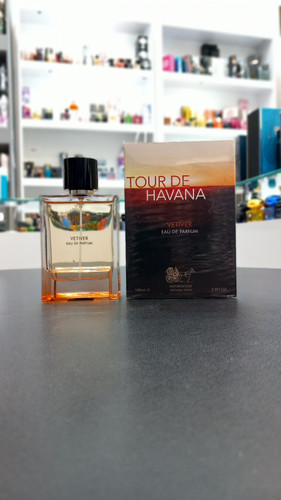 VETIVER
EAU DE PARFUM
TOUR DE
HAVANA
VETIVER
EAU DE PARFUM